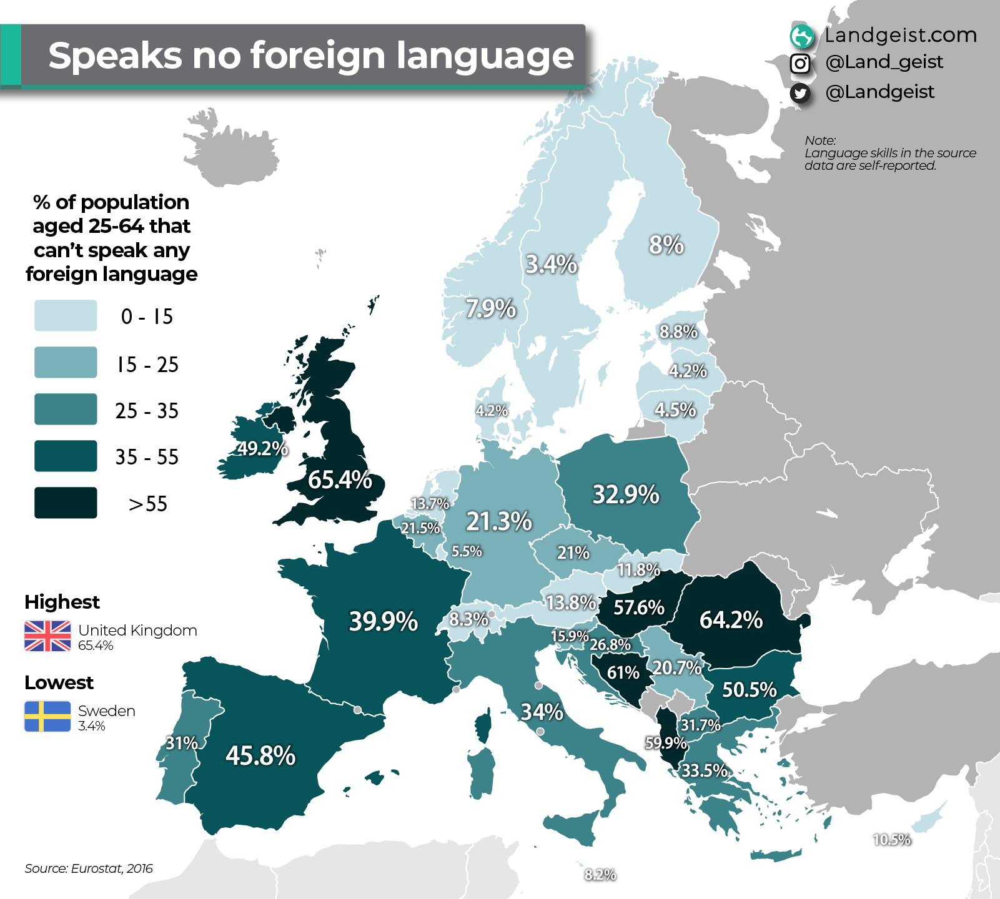 Speaks no foreign language
Landgeist.com
@Land_geist
@Landgeist
Note:
Language skills in the source
data are self-reported.
% of population
aged 25-64 that
can't speak any
foreign language
0 - 15
15 - 25
25 - 35
35 - 55
>55
8%
3.4%
7.9%
8.8%
4.2%
4.5%
4.2%
49.2%
65.4%
13.7%
21.5%
5.5%
21.3%
32.9%
21%
11.8%
13.8%
57.6%
64.2%
39.9%
8.3%
15.9%
26.8%
61%
20.7%
50.5%
34%
31.7%
59.9%
33.5%
31%
45.8%
10.5%
8.2%
Highest
United Kingdom
65.4%
Lowest
Sweden
3.4%
Source: Eurostat, 2016